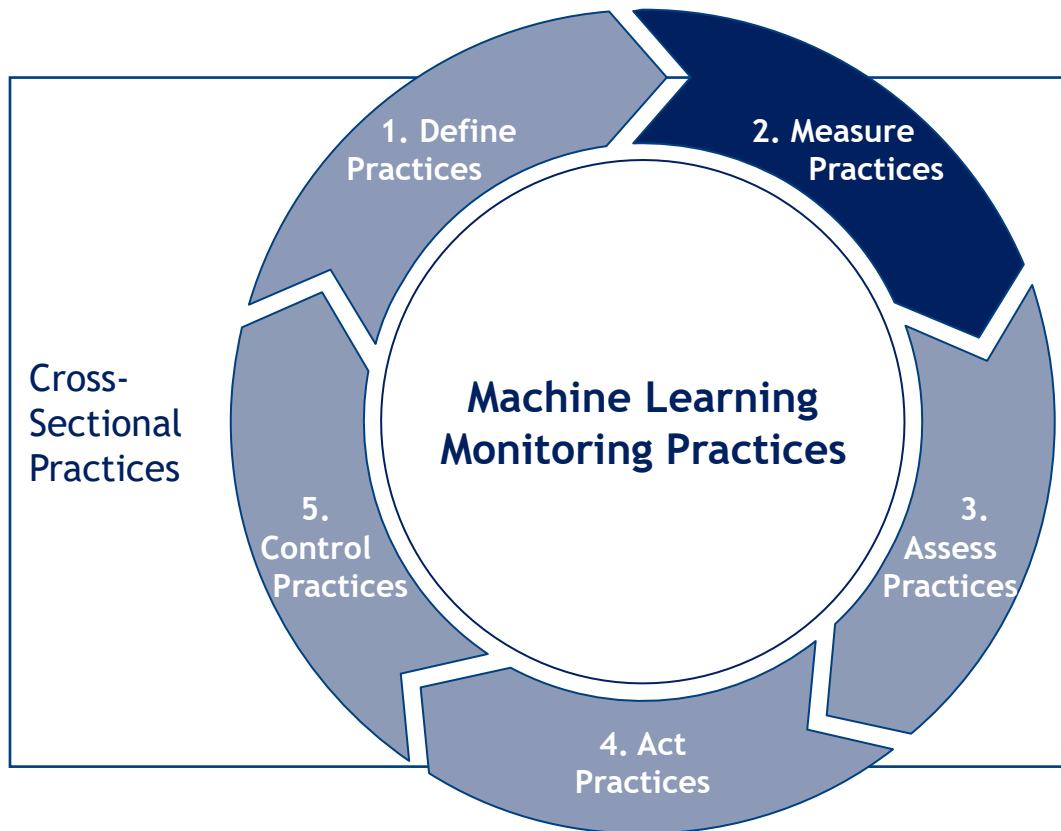 1. Define
Practices
2. Measure
Practices
Cross-
Sectional
Practices
Machine Learning
Monitoring Practices
3.
Assess
Practices
4. Act
Practices
5.
Control
Practices